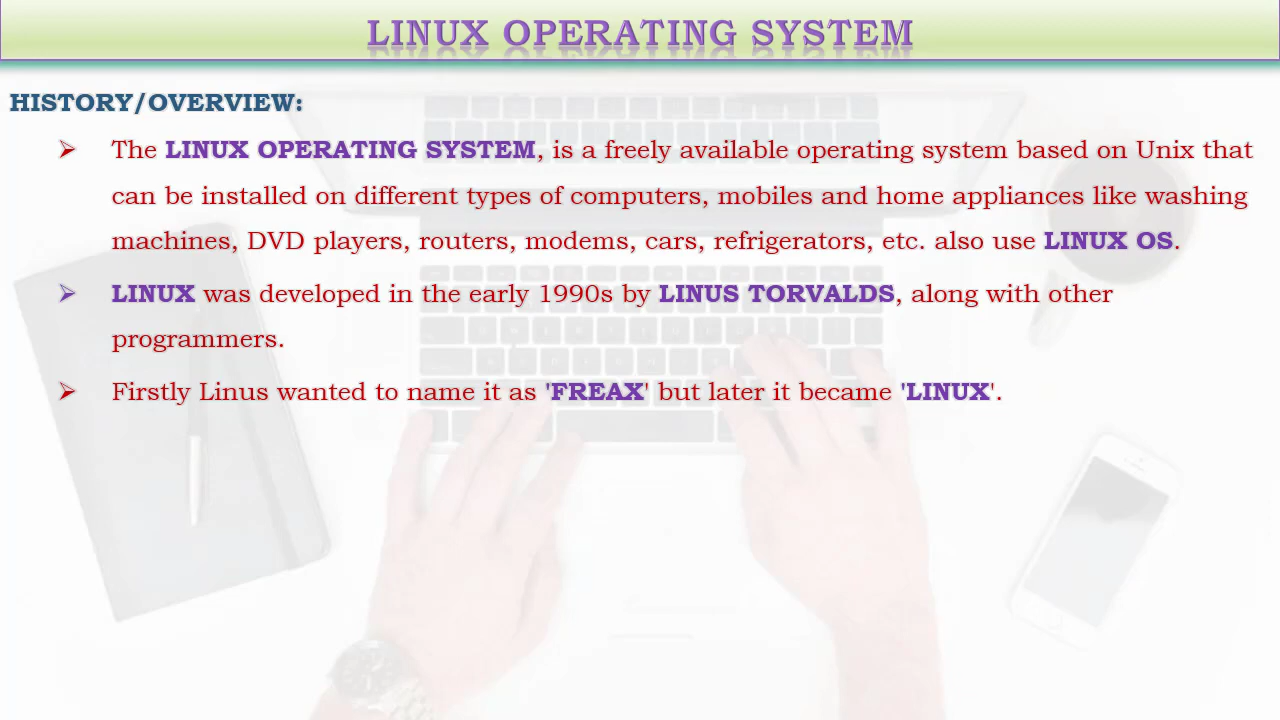 LINUX OPERATING SYSTEM
HISTORY/OVERVIEW:
➢ The LINUX OPERATING SYSTEM, is a freely available operating system based on Unix that
can be installed on different types of computers, mobiles and home appliances like washing
machines, DVD players, routers, modems, cars, refrigerators, etc. also use LINUX OS.
➢ LINUX was developed in the early 1990s by LINUS TORVALDS, along with other
programmers.
➢ Firstly Linus wanted to name it as 'FREAX' but later it became 'LINUX'.